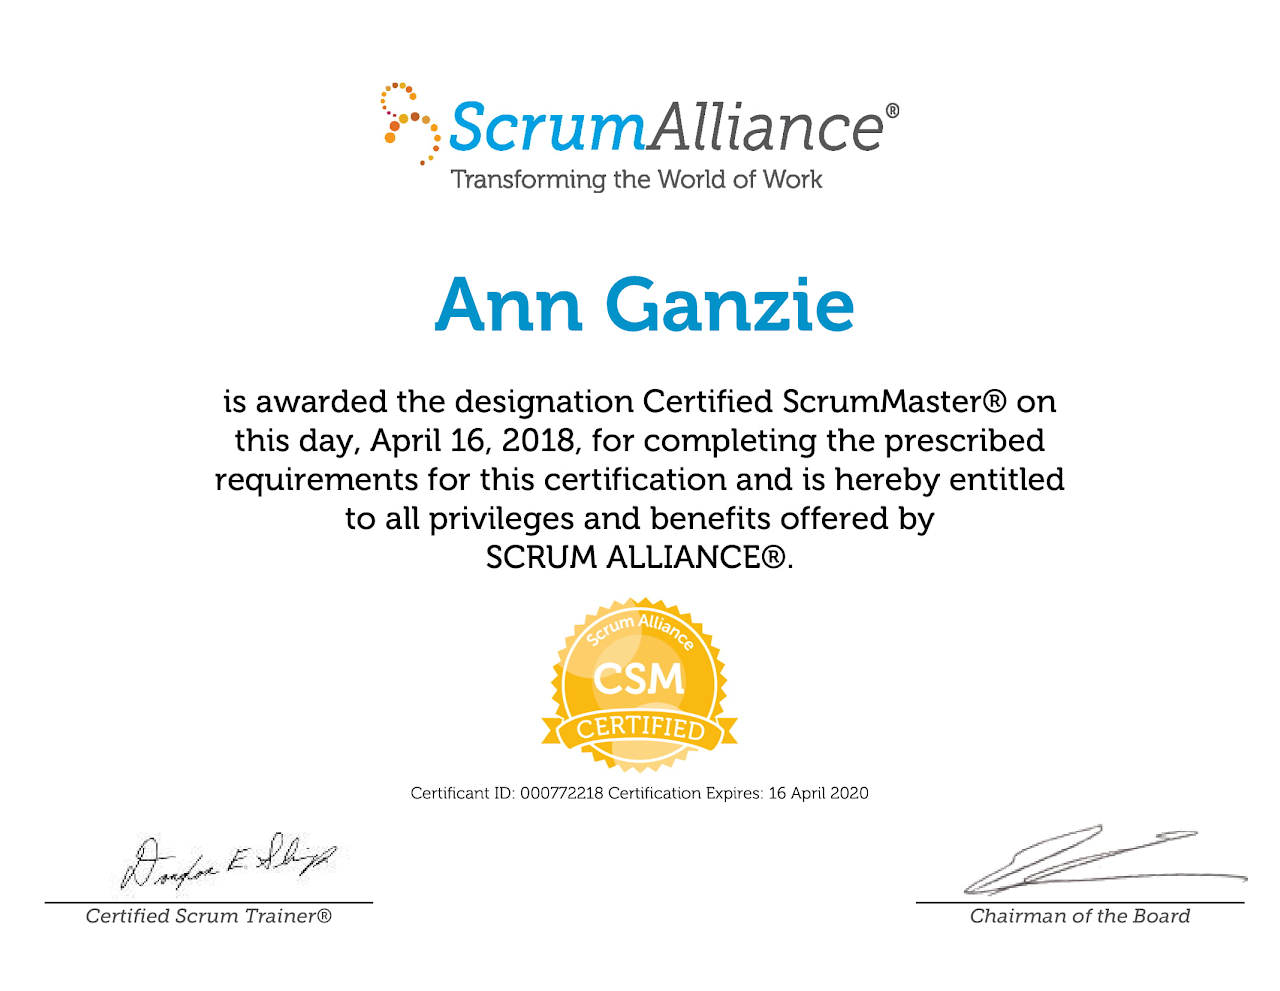 ScrumAlliance®
Transforming the World of Work
Ann Ganzie
is awarded the designation Certified ScrumMaster® on
this day, April 16, 2018, for completing the prescribed
requirements for this certification and is hereby entitled
to all privileges and benefits offered by
SCRUM ALLIANCE®.
Scrum Alliance
CSM
CERTIFIED
Certificant ID: 000772218 Certification Expires: 16 April 2020
Certified Scrum Trainer®
Chairman of the Board